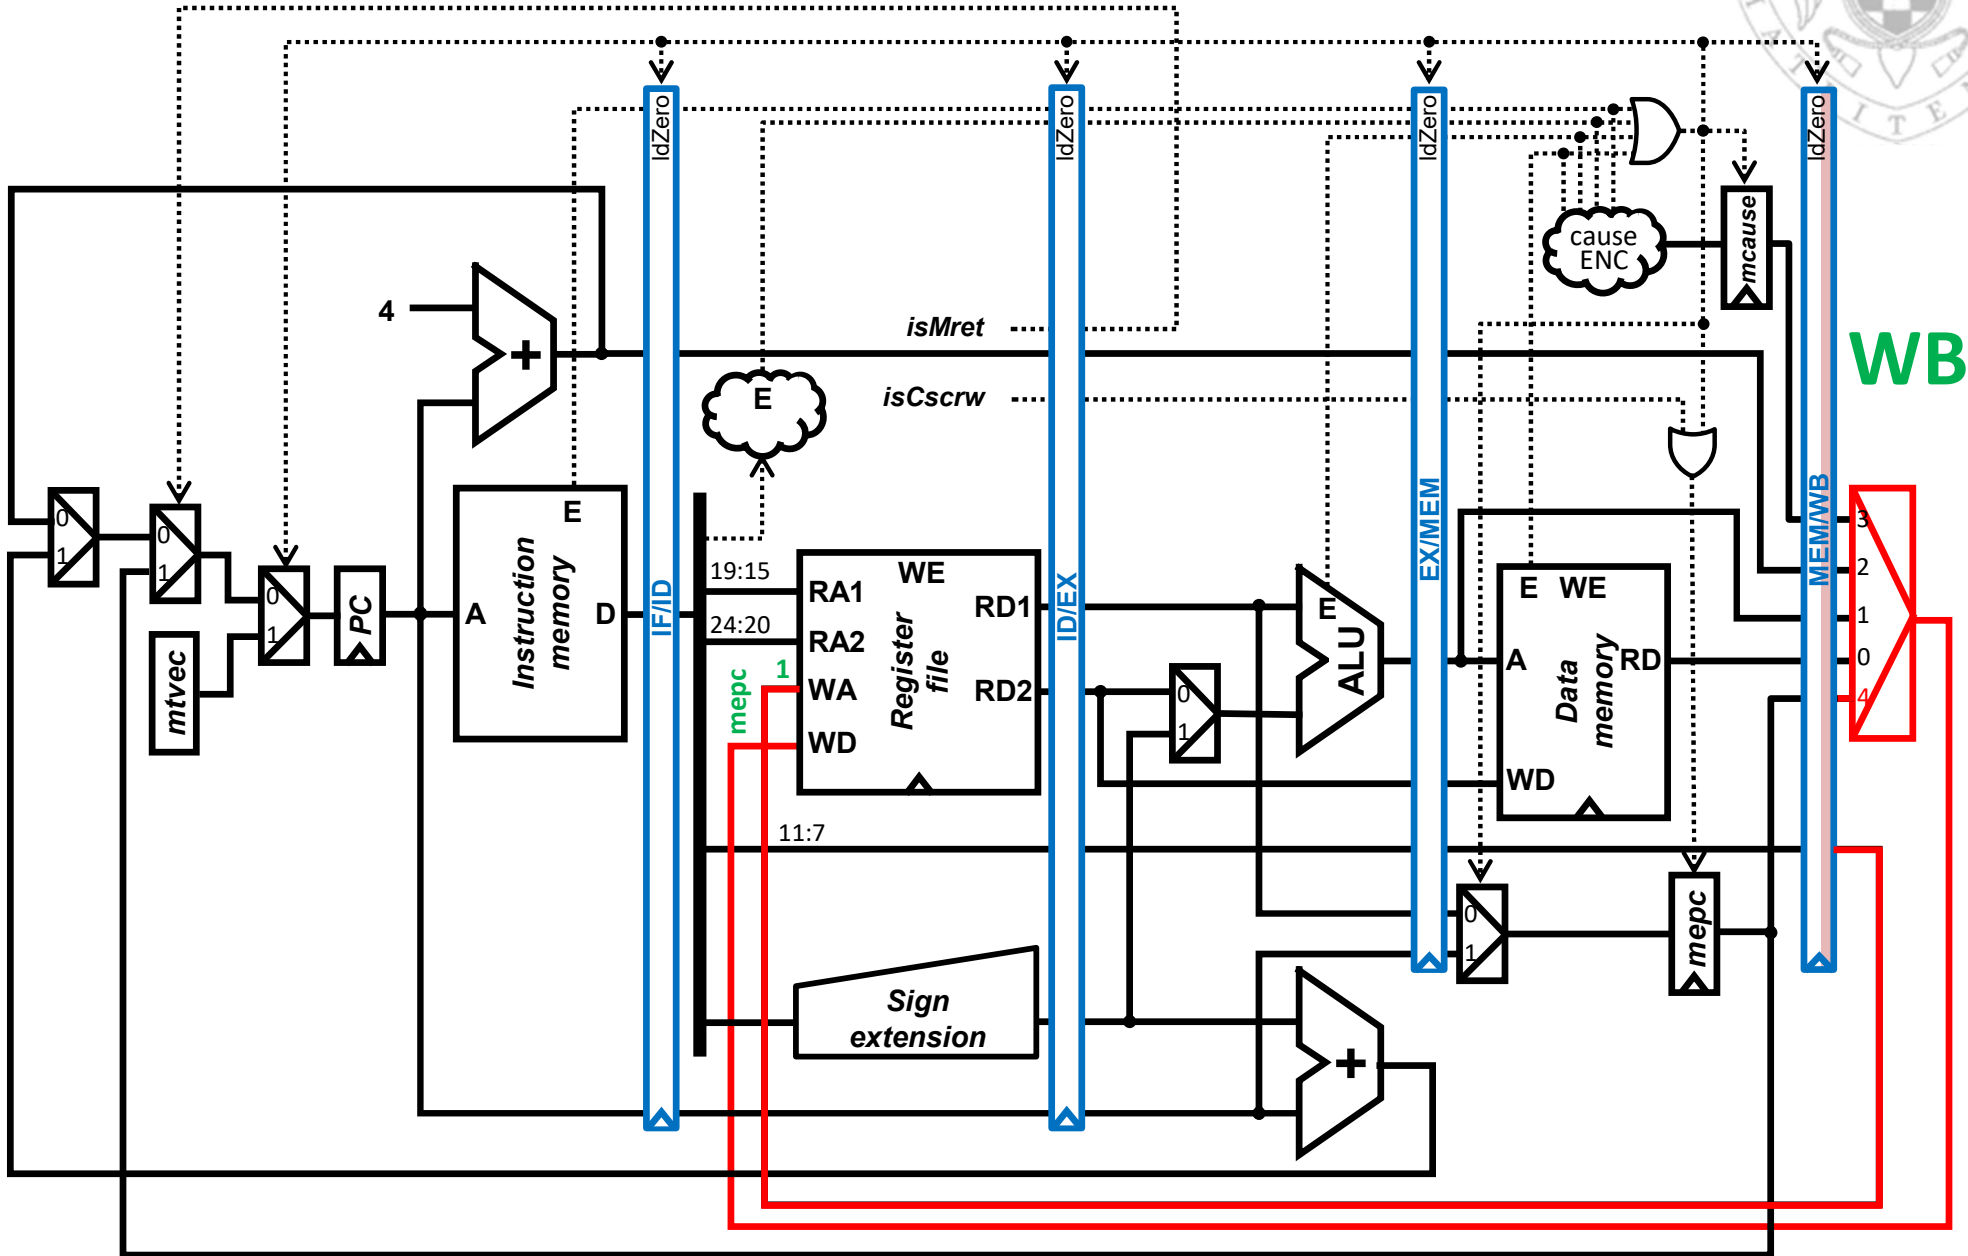 T
A
T
I
T
E
ldZero
ldZero
ldZero
ldZero
cause
ENC
mcause
4
+
isMret
isCscrw
E
WB
0
1
0
1
0
1
mtvec
PC
A
E
D
Instruction
memory
IF/ID
19:15
24:20
mepc
1
RA1
RA2
WA
WD
WE
Register
file
RD1
RD2
ID/EX
0
1
E
ALU
EX/MEM
A
E
WE
RD
WD
Data
memory
MEM/WB
3
2
1
0
4
11:7
0
1
mepc
Sign
extension
+